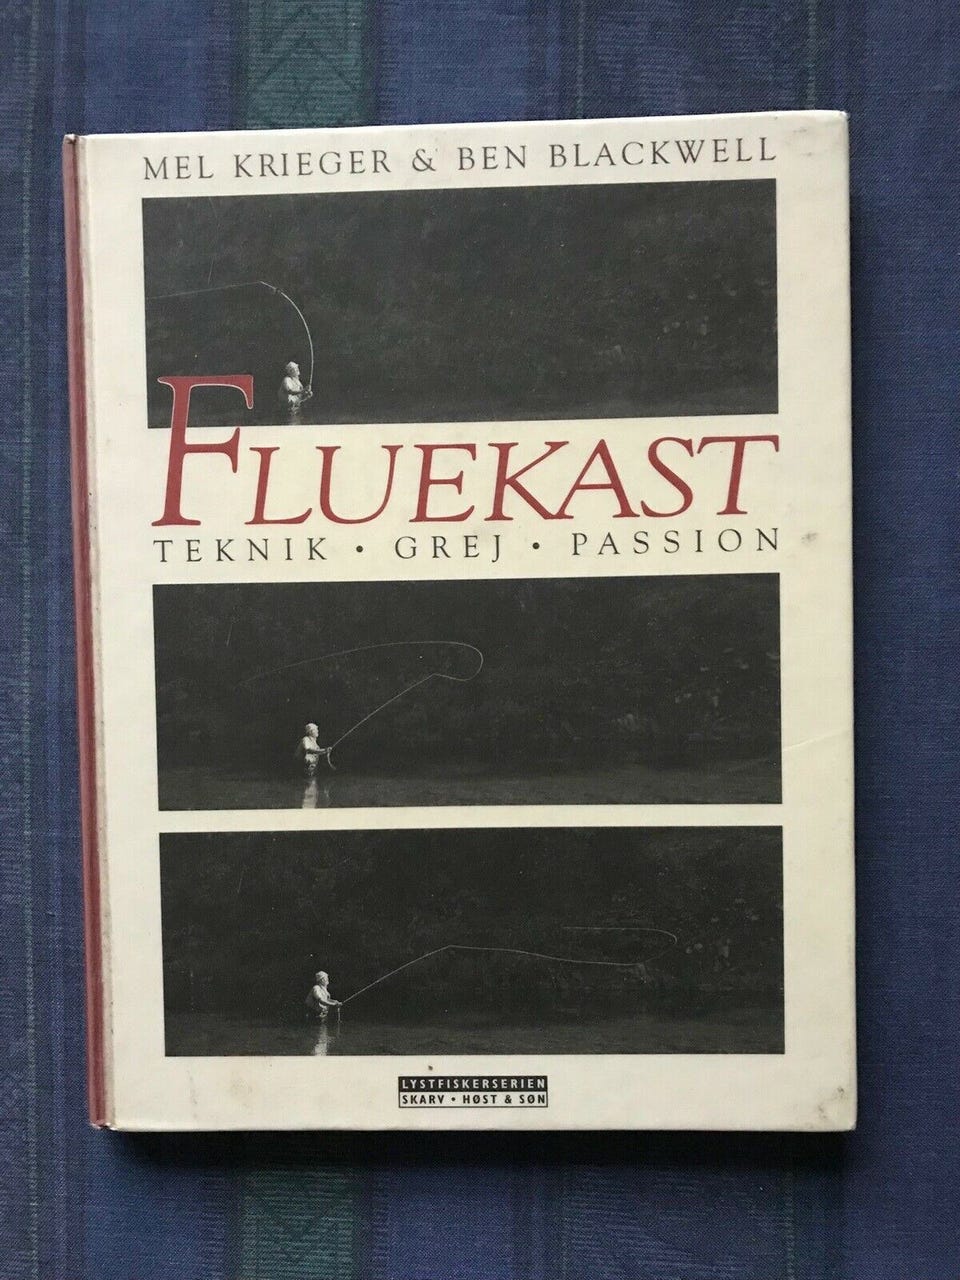 MEL KRIEGER & BEN BLACKWELL
FLUEKAST
TEKNIK • GREJ • PASSION
LYSTFISKERSERIEN
SKARV • HØST & SØN